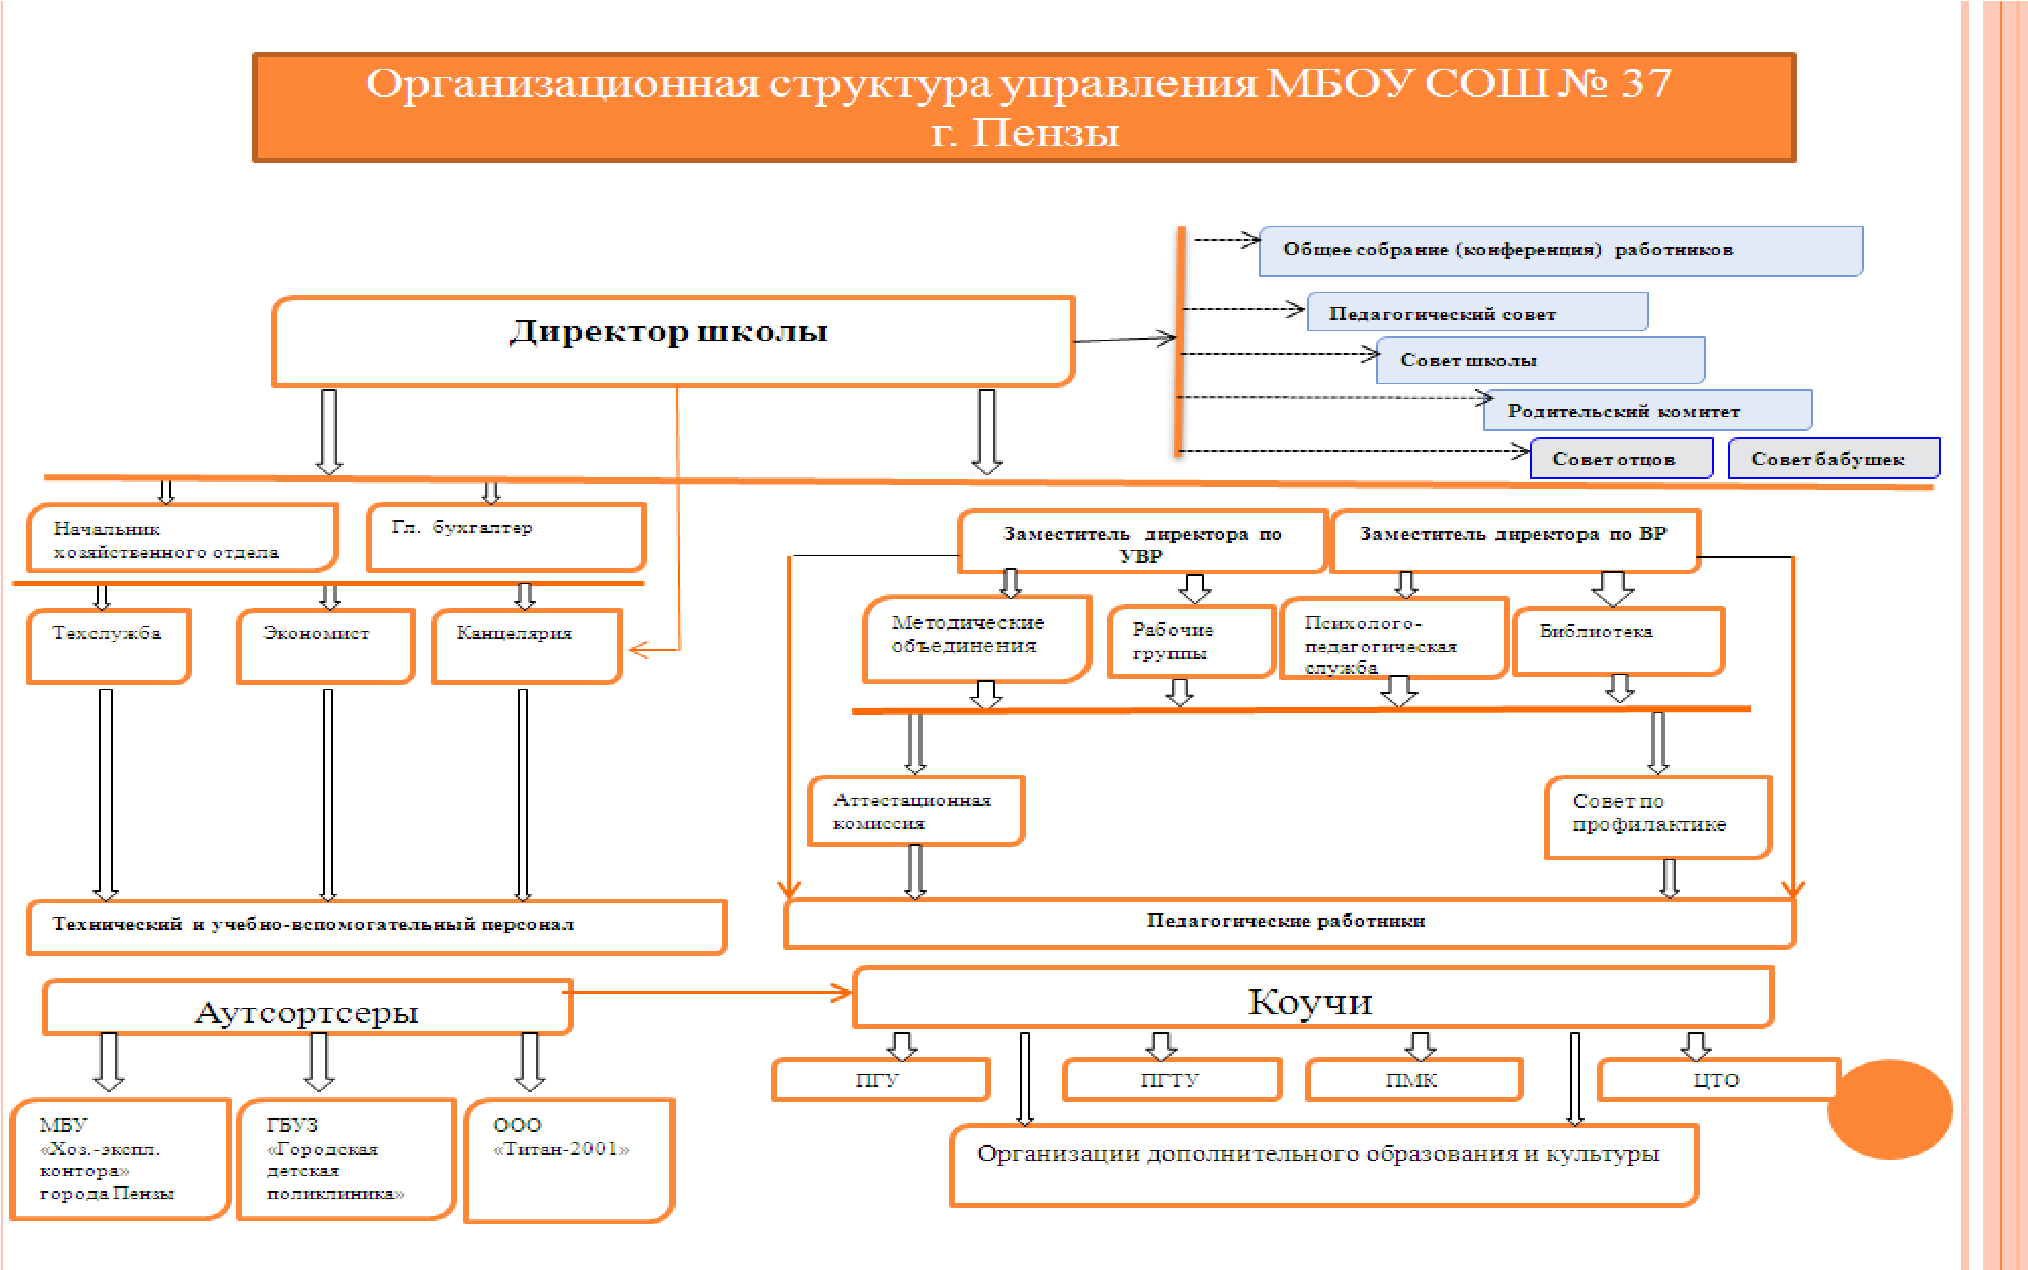 Организационная структура управления МБОУ СОШ № 37
г. Пензы
Общее собрание (конференция) работников
Директор школы
Педагогический совет
Совет школы
Родительский комитет
Совет отцов
Совет бабушек
Начальник
хозяйственного отдела
Гл. бухгалтер
Заместитель директора по
УВР
Заместитель директора по ВР
Техслужба
Экономист
Канцелярия
Методические
объединения
Рабочие
группы
Психолого-
педагогическая
служба
Библиотека
Аттестационная
комиссия
Совет по
профилактике
Технический и учебно-вспомогательный персонал
Педагогические работники
Аутсортсеры
Коучи
ПГУ
ПГТУ
ПМК
ЦТО
МБУ
«Хоз.-экспл.
контора»
города Пензы
ГБУЗ
«Городская
детская
поликлиника»
ООО
«Титан-2001»
Организации дополнительного образования и культуры